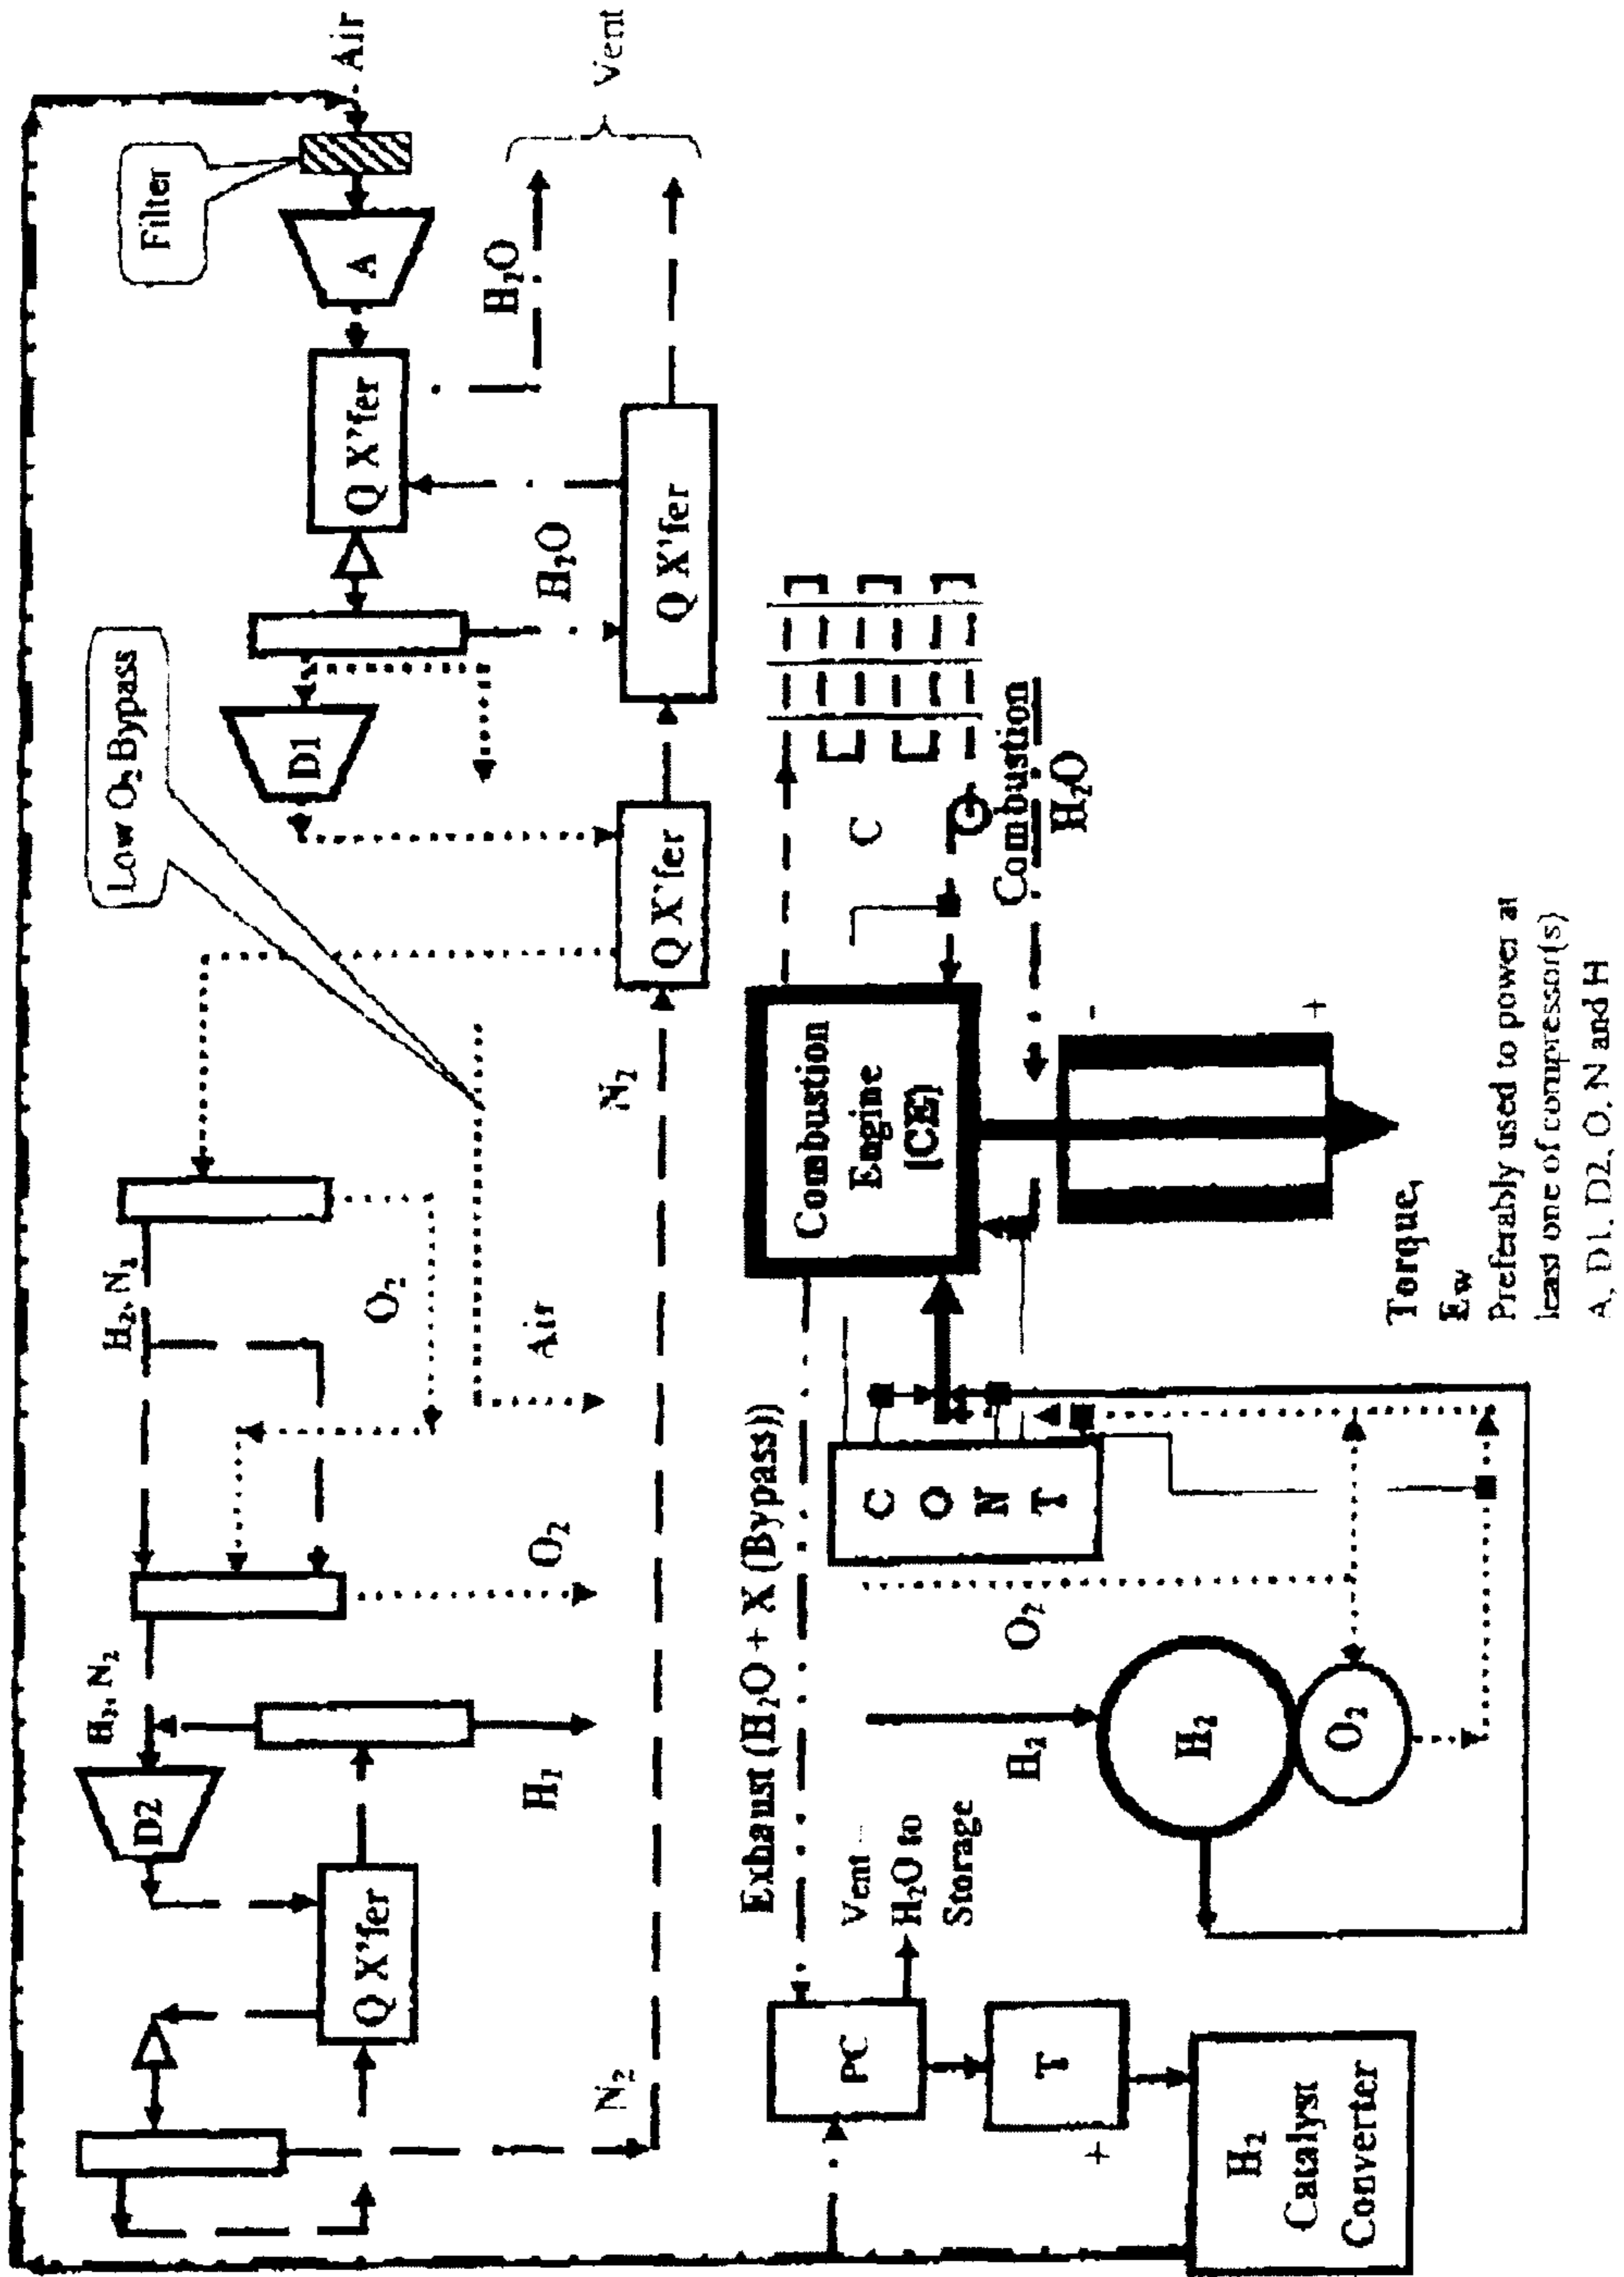 Air
Filter
A
Vent
Q X'fer
H₂O
H₂O
D1
Q X'fer
Q X'fer
Low O₂ Bypass
N₂
H₂, N₂
O₂
Air
O₂
H₂, N₂
D2
H₂
Q X'fer
N₂
C
Combustion
H₂O
Combustion
Engine
(CE)
-
+
Torque,
Ew
Preferably used to power at
least one of compressor(s)
A, D1, D2, O, N and H
Exhaust (H₂O + X (Bypass))
C
O
N
T
O₂
H₂
H₂
O₂
Vent –
H₂O to
Storage
PC
T
+
H₂
Catalyst
Converter